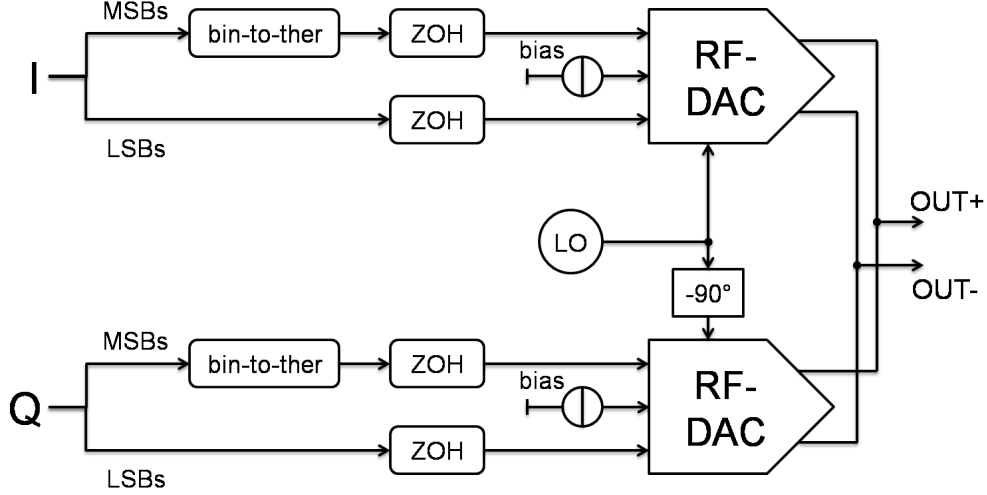 MSBs
bin-to-ther
ZOH
bias
RF-
DAC
I
ZOH
LSBs
OUT+
LO
OUT-
-90°
MSBs
bin-to-ther
ZOH
bias
RF-
DAC
Q
ZOH
LSBs